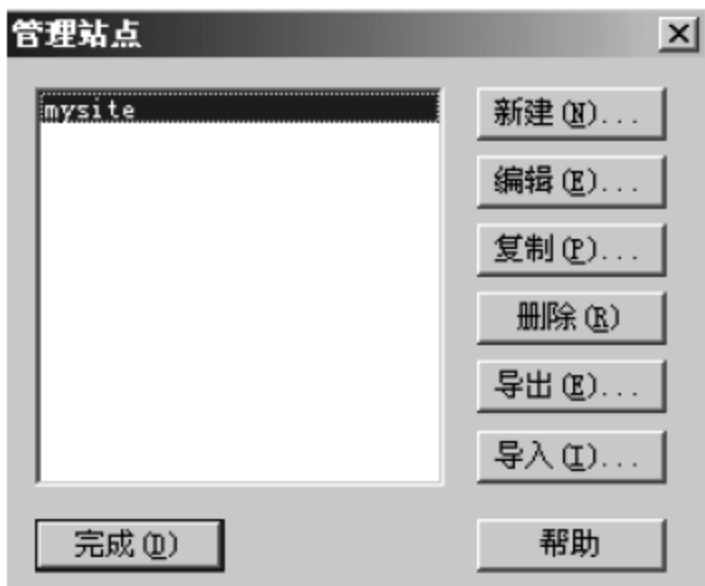 管理站点
mysite
新建(N)...
编辑(E)...
复制(P)...
删除(R)
导出(E)...
导入(I)...
完成(D)
帮助